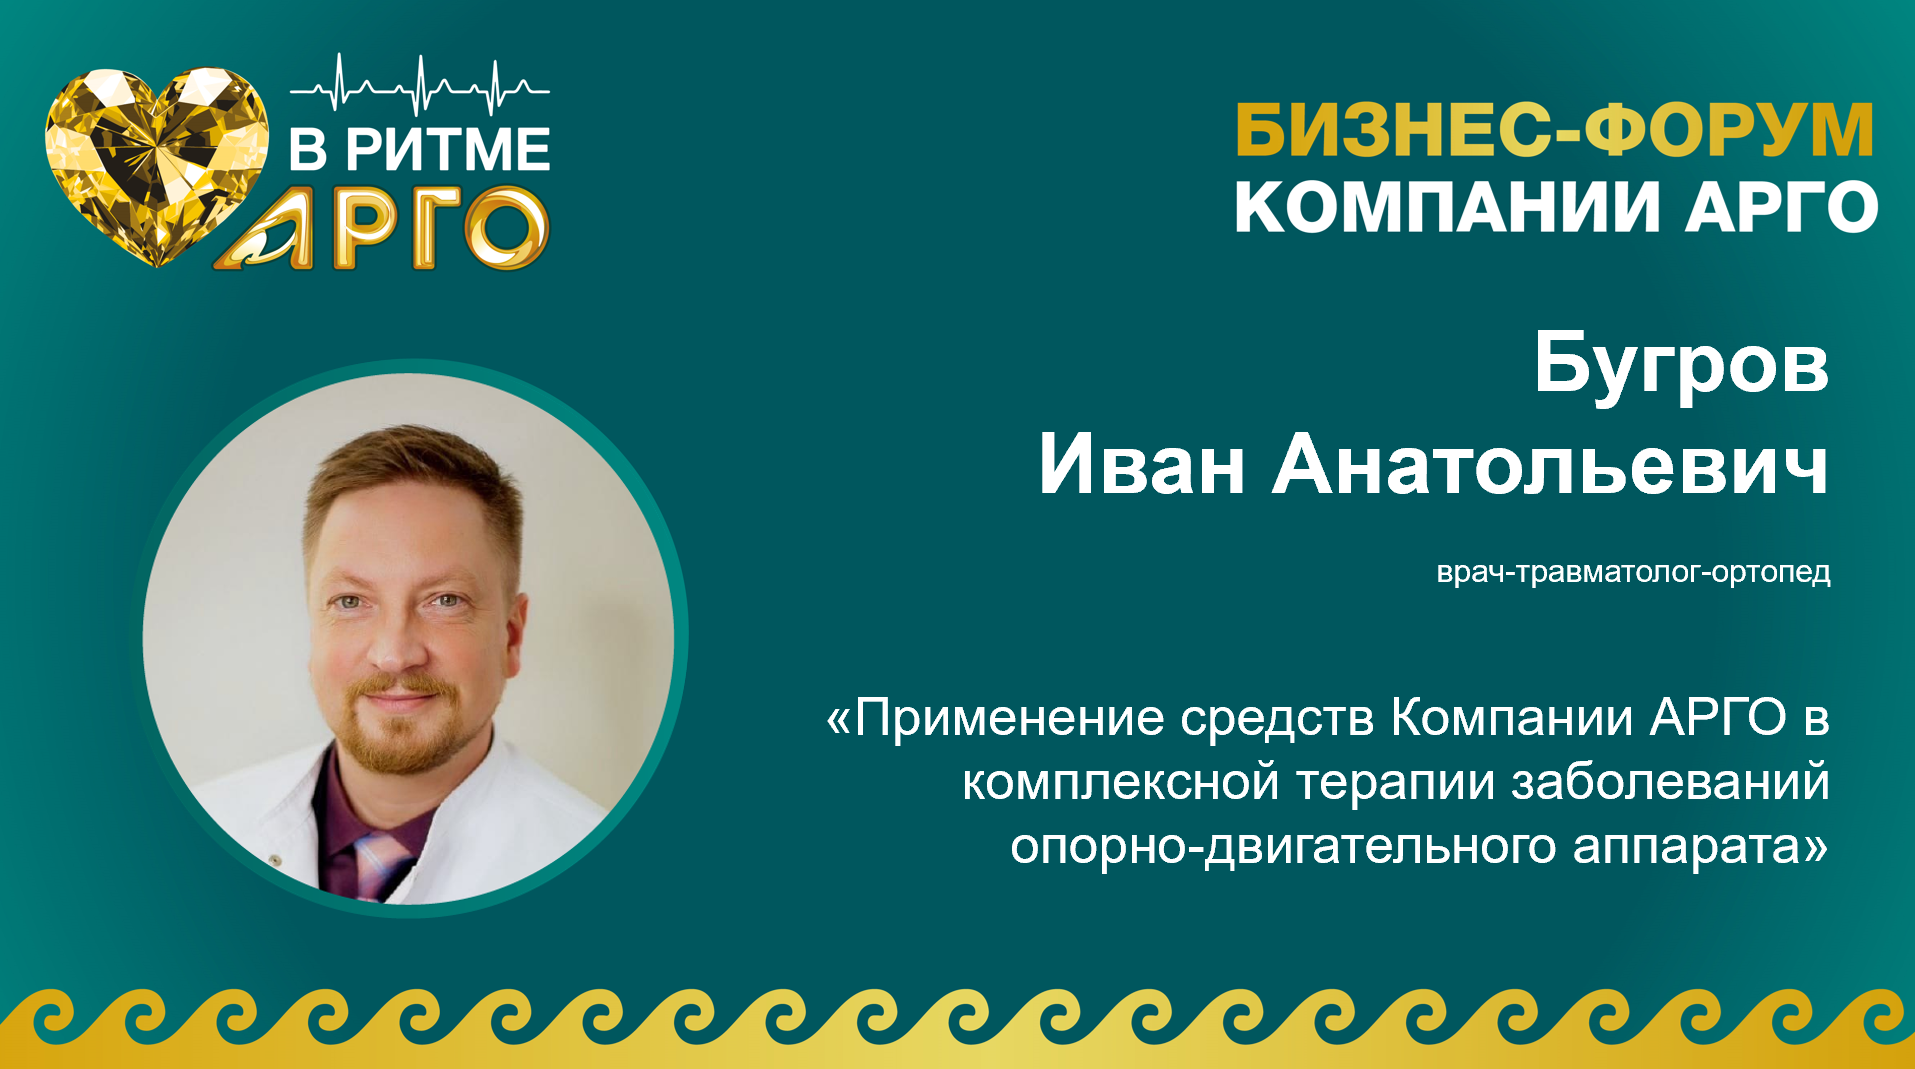 В РИТМЕ
АРГО
БИЗНЕС-ФОРУМ
КОМПАНИИ АРГО
Бугров
Иван Анатольевич
врач-травматолог-ортопед
«Применение средств Компании АРГО в
комплексной терапии заболеваний
опорно-двигательного аппарата»